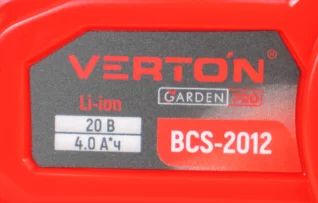 VERTON®
GARDEN PRO
Li-ion
20 В
4.0 А*ч
BCS-2012